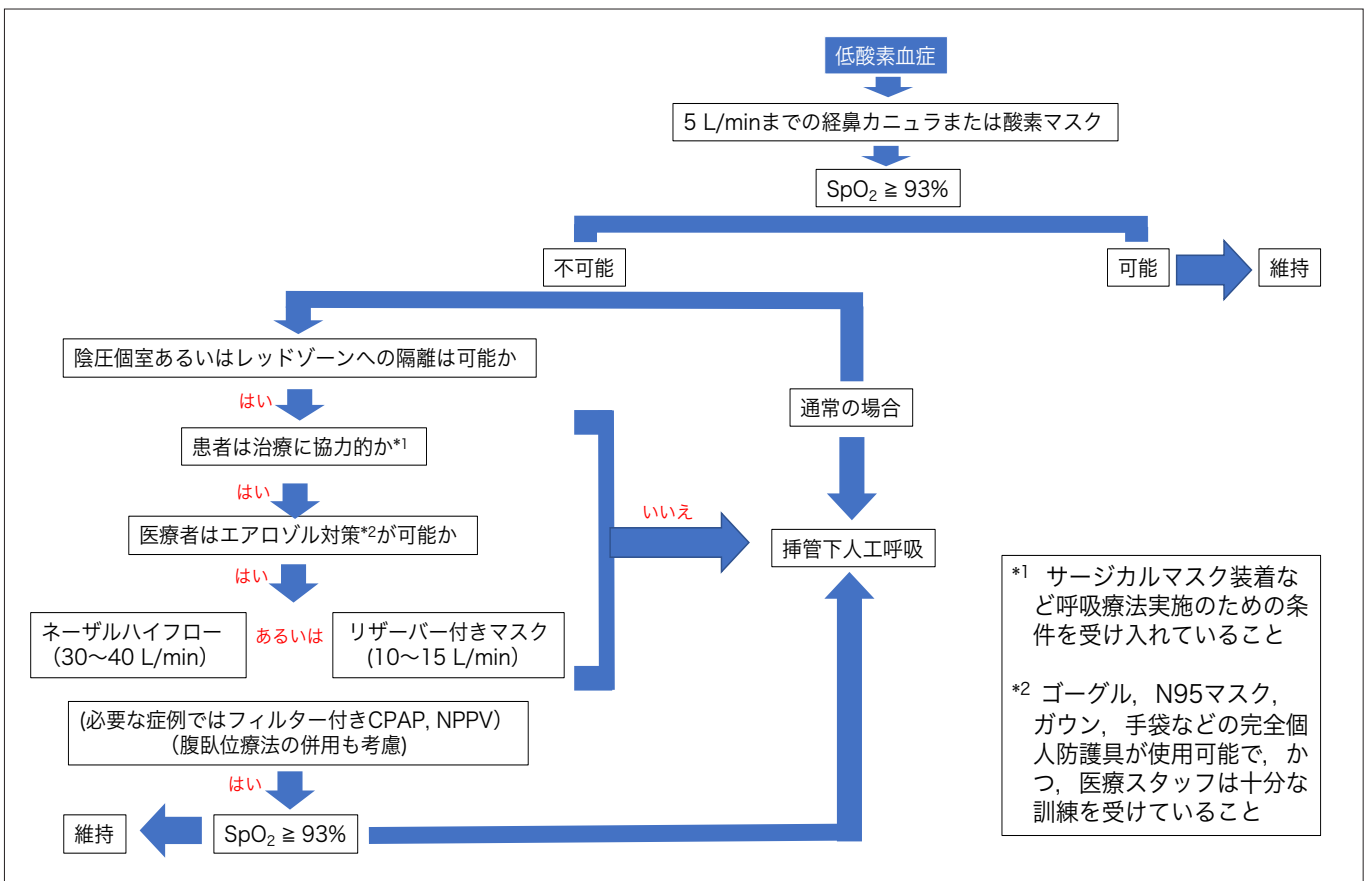 低酸素血症
5 L/minまでの経鼻カニュラまたは酸素マスク
SpO₂ ≧ 93%
不可能
可能
維持
陰圧個室あるいはレッドゾーンへの隔離は可能か
はい
通常の場合
患者は治療に協力的か*1
はい
いいえ
医療者はエアロゾル対策*2が可能か
挿管下人工呼吸
はい
ネーザルハイフロー
（30〜40 L/min）
あるいは
リザーバー付きマスク
(10〜15 L/min）
(必要な症例ではフィルター付きCPAP, NPPV）
（腹臥位療法の併用も考慮)
はい
維持
SpO₂ ≧ 93%
*1 サージカルマスク装着な
ど呼吸療法実施のための条
件を受け入れていること
*2 ゴーグル，N95マスク，
ガウン，手袋などの完全個
人防護具が使用可能で，か
つ，医療スタッフは十分な
訓練を受けていること